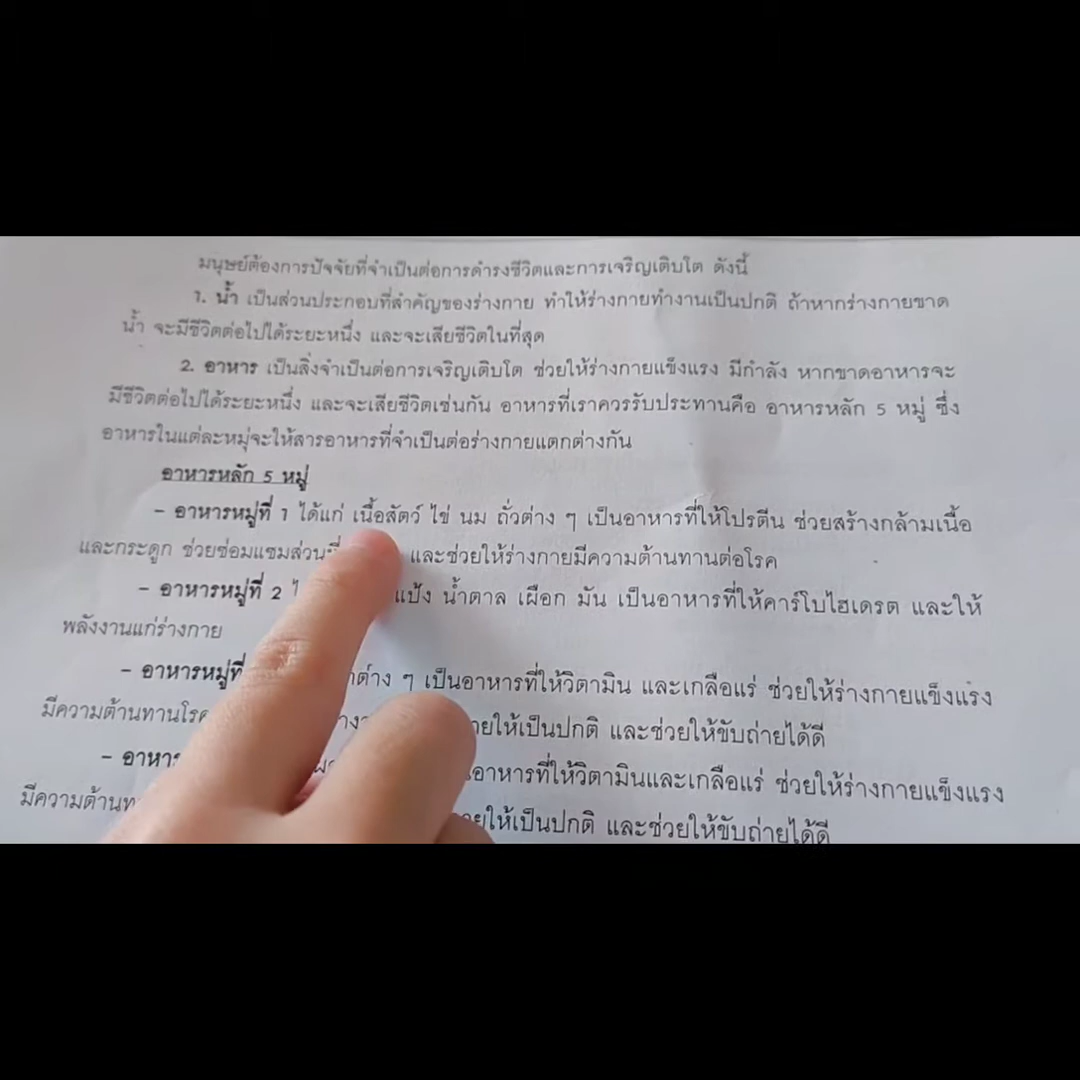 มนุษย์ต้องการปัจจัยที่จำเป็นต่อการดำรงชีวิตและการเจริญเติบโต ดังนี้
1. น้ำ เป็นส่วนประกอบที่สำคัญของร่างกาย ทำให้ร่างกายทำงานเป็นปกติ ถ้าหากร่างกายขาด
น้ำ จะมีชีวิตต่อไปได้ระยะหนึ่ง และจะเสียชีวิตในที่สุด
2. อาหาร เป็นสิ่งจำเป็นต่อการเจริญเติบโต ช่วยให้ร่างกายแข็งแรง มีกำลัง หากขาดอาหารจะ
มีชีวิตต่อไปได้ระยะหนึ่ง และจะเสียชีวิตเช่นกัน อาหารที่เราควรรับประทานคือ อาหารหลัก 5 หมู่ ซึ่ง
อาหารในแต่ละหมู่จะให้สารอาหารที่จำเป็นต่อร่างกายแตกต่างกัน
อาหารหลัก 5 หมู่
- อาหารหมู่ที่ 1 ได้แก่ เนื้อสัตว์ ไข่ นม ถั่วต่าง ๆ เป็นอาหารที่ให้โปรตีน ช่วยสร้างกล้ามเนื้อ
และกระดูก ช่วยซ่อมแซมส่วนที่ และช่วยให้ร่างกายมีความต้านทานต่อโรค
- อาหารหมู่ที่ 2 แป้ง น้ำตาล เผือก มัน เป็นอาหารที่ให้คาร์โบไฮเดรต และให้
พลังงานแก่ร่างกาย
- อาหารหมู่ที่ ต่าง ๆ เป็นอาหารที่ให้วิตามิน และเกลือแร่ ช่วยให้ร่างกายแข็งแรง
มีความต้านทานโรค ให้เป็นปกติ และช่วยให้ขับถ่ายได้ดี
- อาหาร อาหารที่ให้วิตามินและเกลือแร่ ช่วยให้ร่างกายแข็งแรง
มีความต้านท ให้เป็นปกติ และช่วยให้ขับถ่ายได้ดี